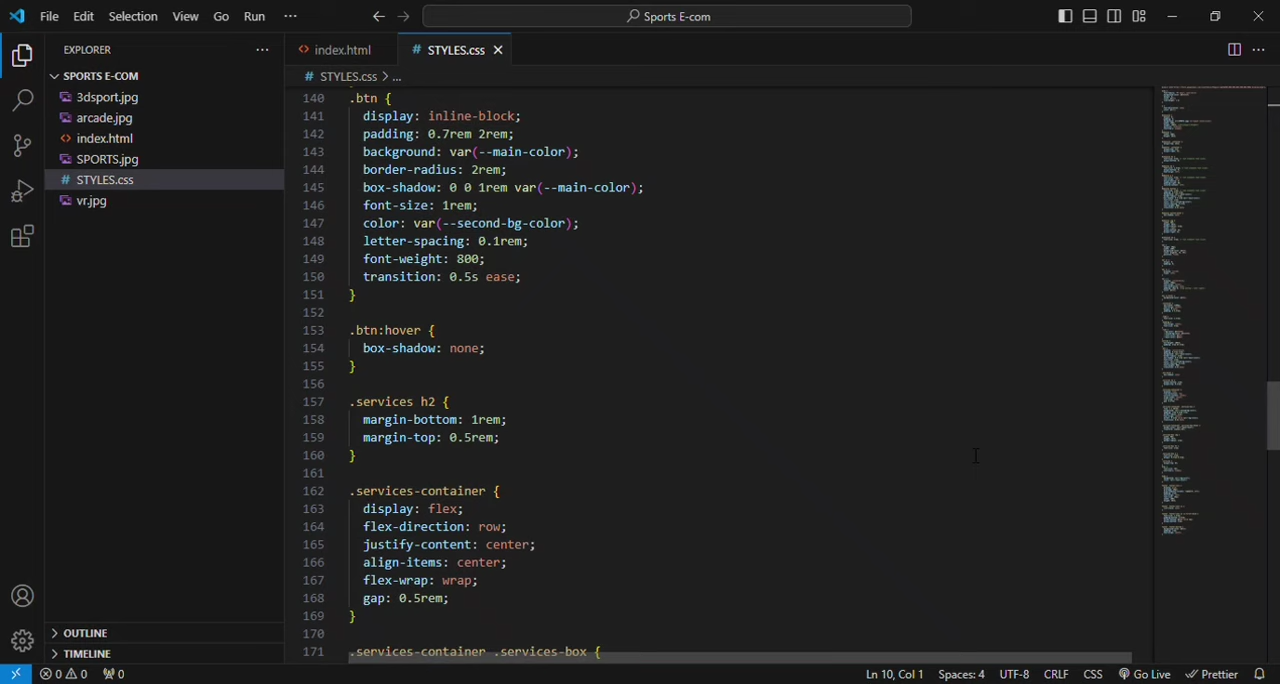 File Edit Selection View Go Run ··· Sports E-com
EXPLORER ···
SPORTS E-COM
3dsport.jpg
arcade.jpg
<> index.html
SPORTS.jpg
# STYLES.css
vr.jpg
OUTLINE
TIMELINE
<> index.html # STYLES.css
# STYLES.css > ...
140 .btn {
141 display: inline-block;
142 padding: 0.7rem 2rem;
143 background: var(--main-color);
144 border-radius: 2rem;
145 box-shadow: 0 0 1rem var(--main-color);
146 font-size: 1rem;
147 color: var(--second-bg-color);
148 letter-spacing: 0.1rem;
149 font-weight: 800;
150 transition: 0.5s ease;
151 }
152
153 .btn:hover {
154 box-shadow: none;
155 }
156
157 .services h2 {
158 margin-bottom: 1rem;
159 margin-top: 0.5rem;
160 }
161
162 .services-container {
163 display: flex;
164 flex-direction: row;
165 justify-content: center;
166 align-items: center;
167 flex-wrap: wrap;
168 gap: 0.5rem;
169 }
170
171 .services-container .services-box {
0 0 0 Ln 10, Col 1 Spaces: 4 UTF-8 CRLF CSS Go Live Prettier